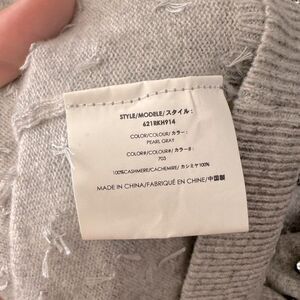 STYLE/MODELE/スタイル :
621RKH914
COLOR/COLOUR/カラー :
PEARL GRAY
COLOR#/COLOUR#/カラー# :
703
100%CASHMERE/CACHEMIRE/カシミヤ100%
MADE IN CHINA/FABRIQUÉ EN CHINE/中国製